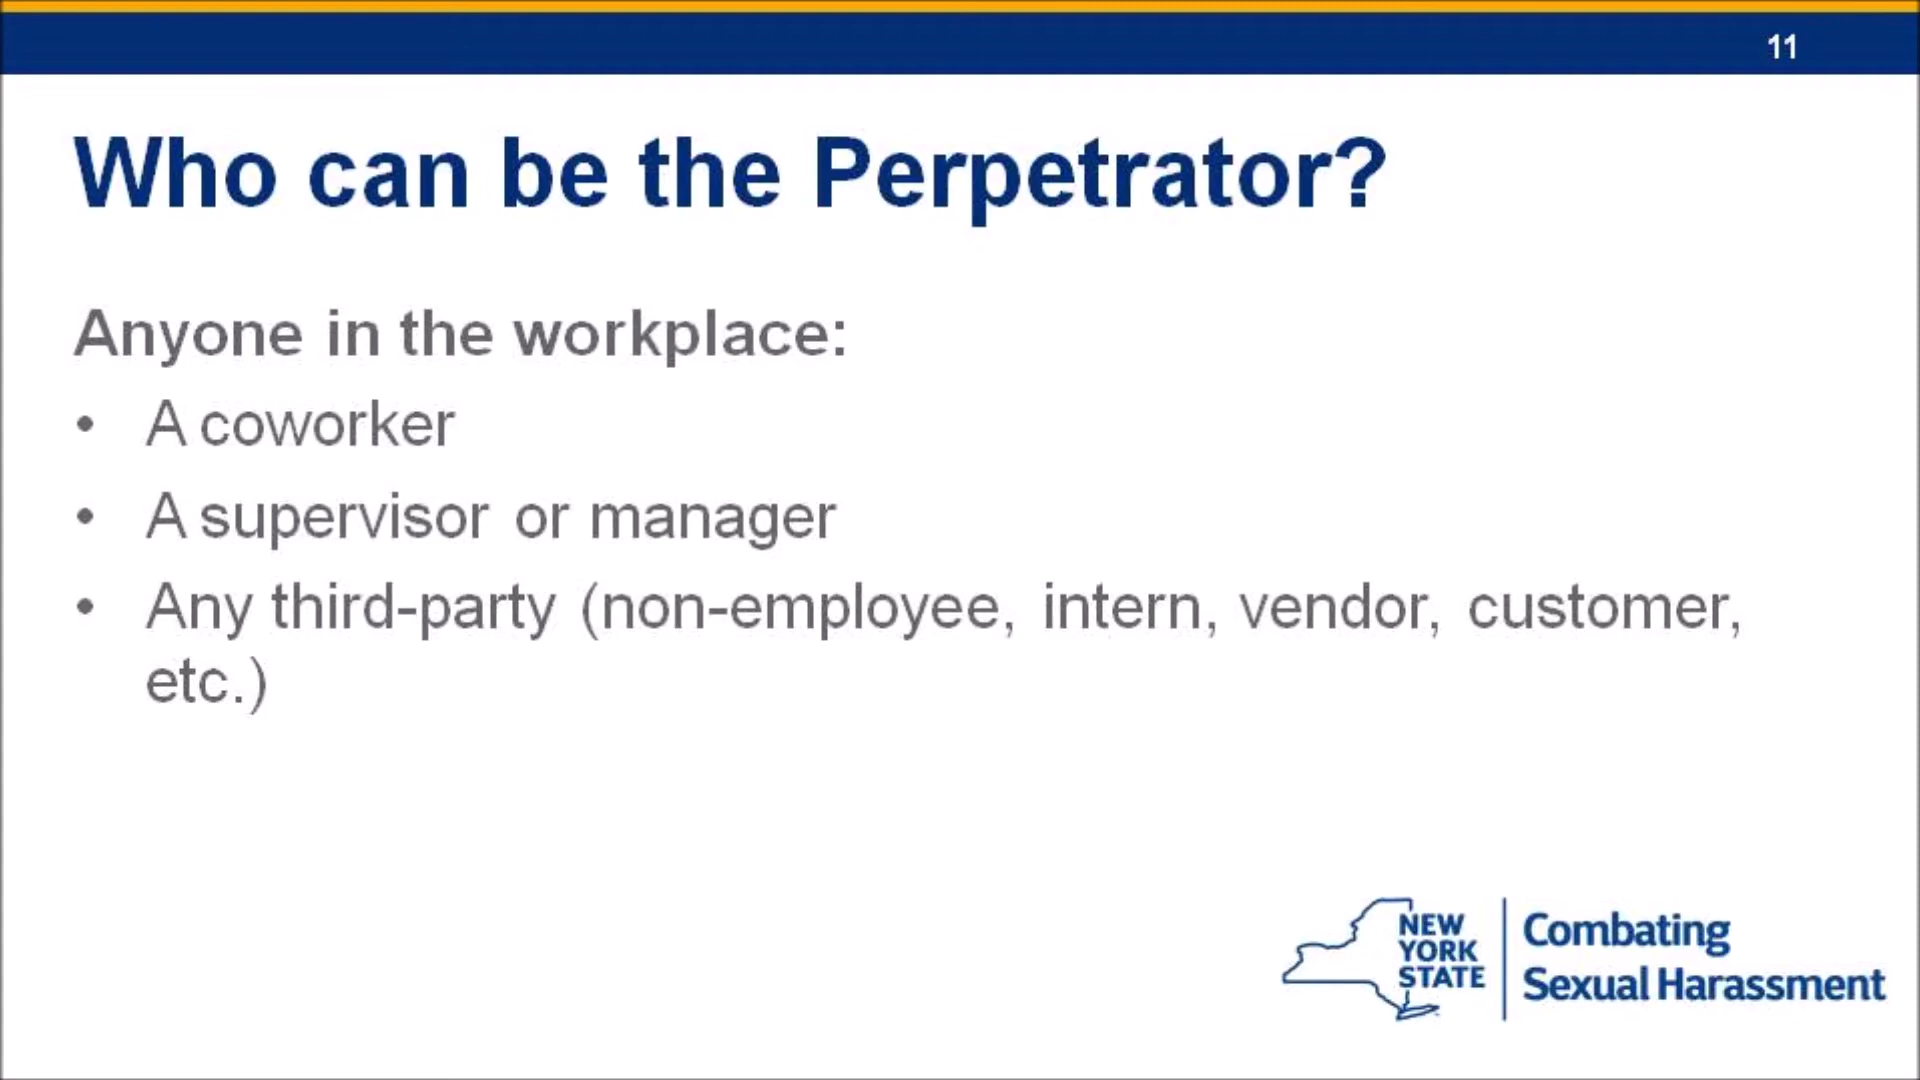 11
Who can be the Perpetrator?
Anyone in the workplace:
• A coworker
• A supervisor or manager
• Any third-party (non-employee, intern, vendor, customer,
etc.)
NEW
YORK
STATE
Combating
Sexual Harassment